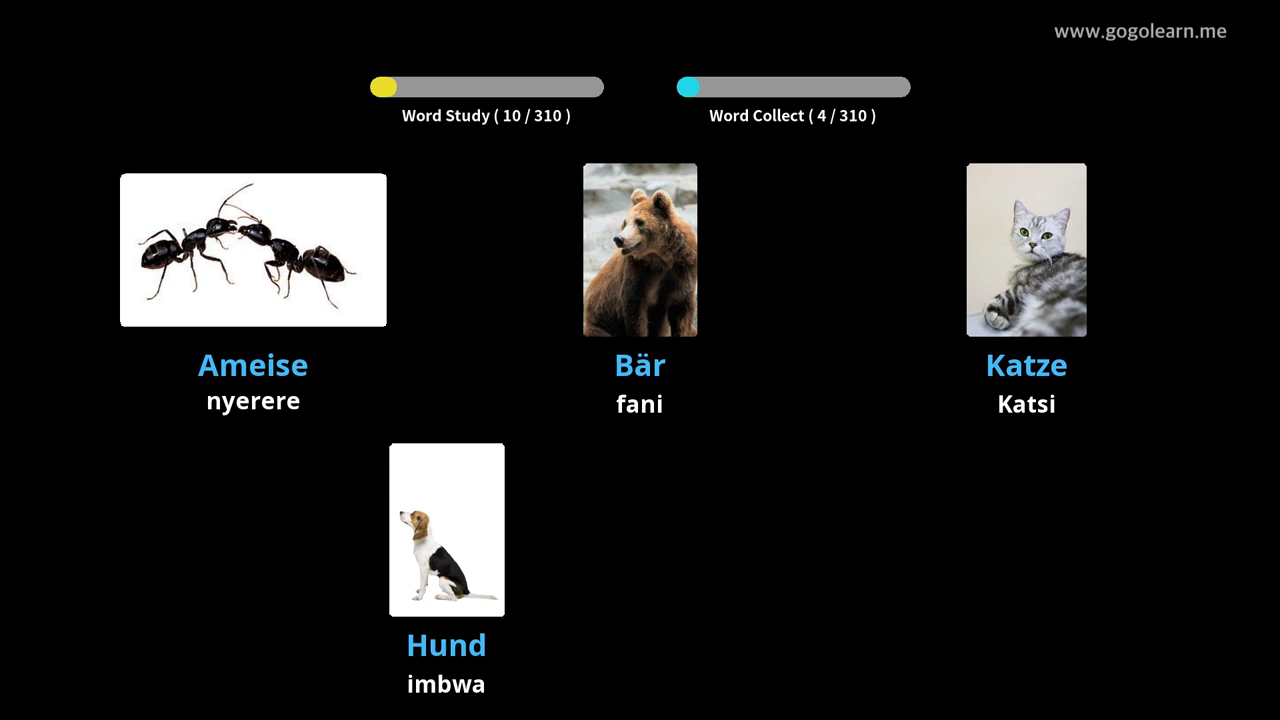 www.gogolearn.me
Word Study ( 10 / 310 )
Word Collect ( 4 / 310 )
Ameise
nyerere
Bär
fani
Katze
Katsi
Hund
imbwa